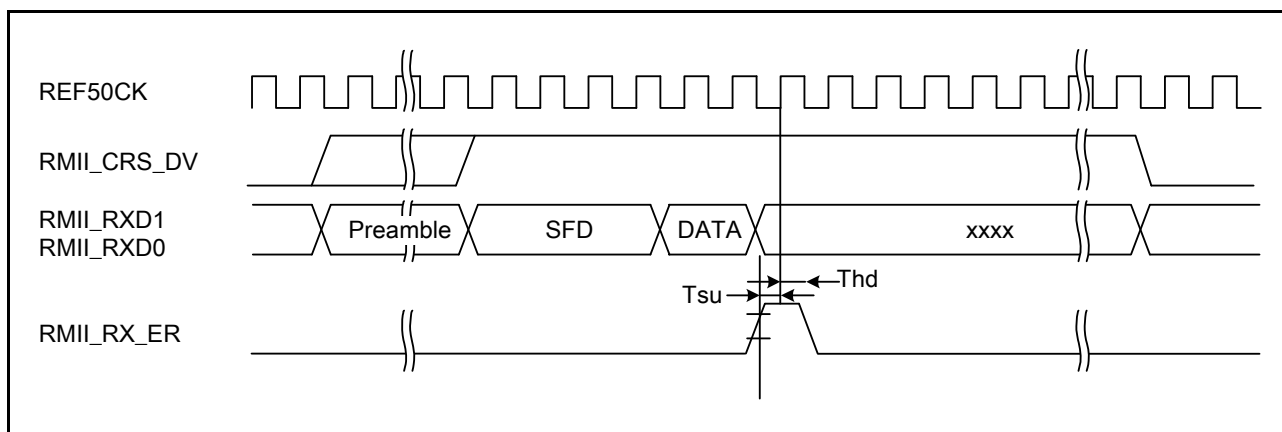 REF50CK
RMII_CRS_DV
RMII_RXD1
RMII_RXD0
Preamble
SFD
DATA
xxxx
Tsu
Thd
RMII_RX_ER